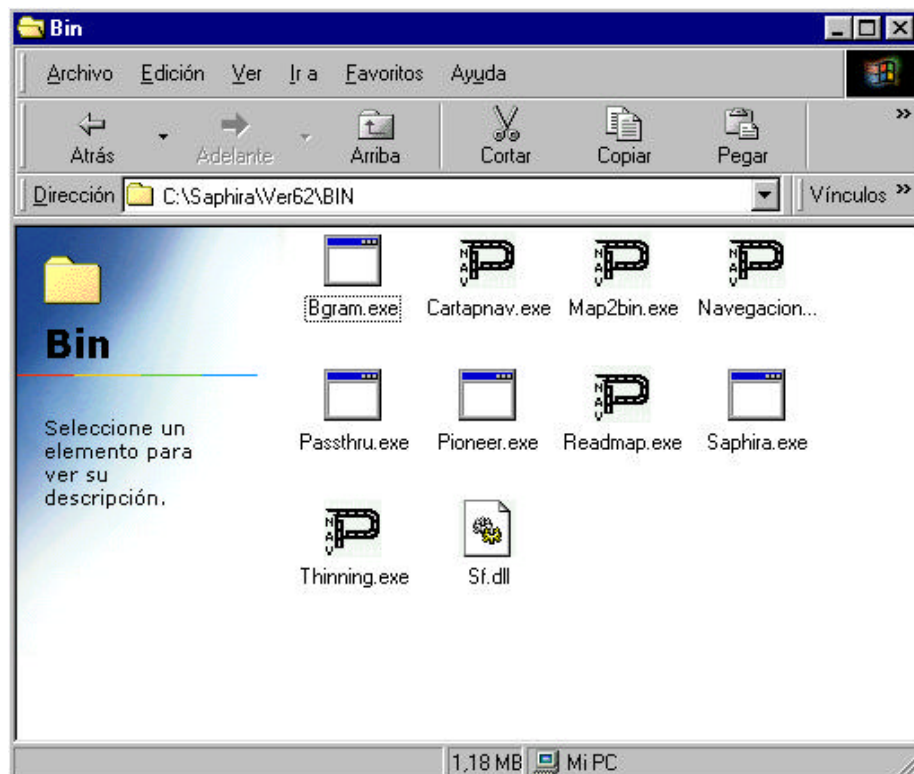 Bin
Archivo Edición Ver Ir a Favoritos Ayuda
Atrás Adelante Arriba Cortar Copiar Pegar »
Dirección C:\Saphira\Ver62\BIN Vínculos »
Bin
Seleccione un
elemento para
ver su
descripción.
Bgram.exe Cartapnav.exe Map2bin.exe Navegacion...
Passthru.exe Pioneer.exe Readmap.exe Saphira.exe
Thinning.exe Sf.dll
1,18 MB Mi PC